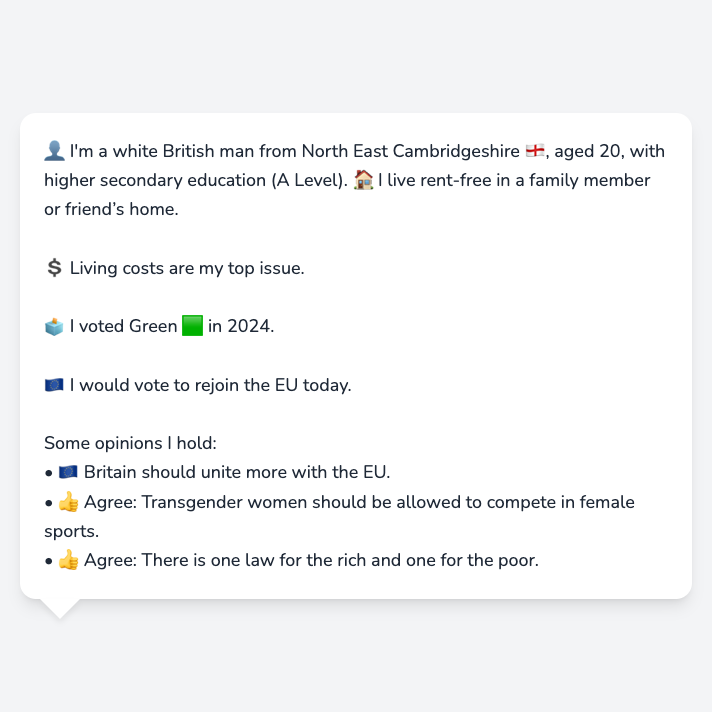 👤 I'm a white British man from North East Cambridgeshire 🏴󠁧󠁢󠁥󠁮󠁧󠁿, aged 20, with
higher secondary education (A Level). 🏠 I live rent-free in a family member
or friend’s home.
💲 Living costs are my top issue.
🗳️ I voted Green 🟩 in 2024.
🇪🇺 I would vote to rejoin the EU today.
Some opinions I hold:
• 🇪🇺 Britain should unite more with the EU.
• 👍 Agree: Transgender women should be allowed to compete in female
sports.
• 👍 Agree: There is one law for the rich and one for the poor.